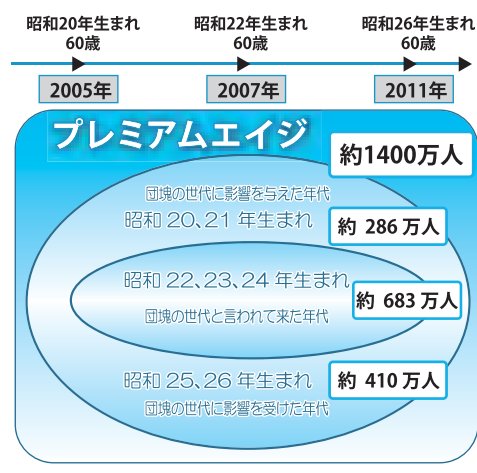 昭和20年生まれ 昭和22年生まれ 昭和26年生まれ
60歳 60歳 60歳
2005年 2007年 2011年
プレミアムエイジ
約1400万人
団塊の世代に影響を与えた年代
昭和 20、21 年生まれ 約 286 万人
昭和 22、23、24 年生まれ
約 683 万人
団塊の世代と言われて来た年代
昭和 25、26 年生まれ 約 410 万人
団塊の世代に影響を受けた年代